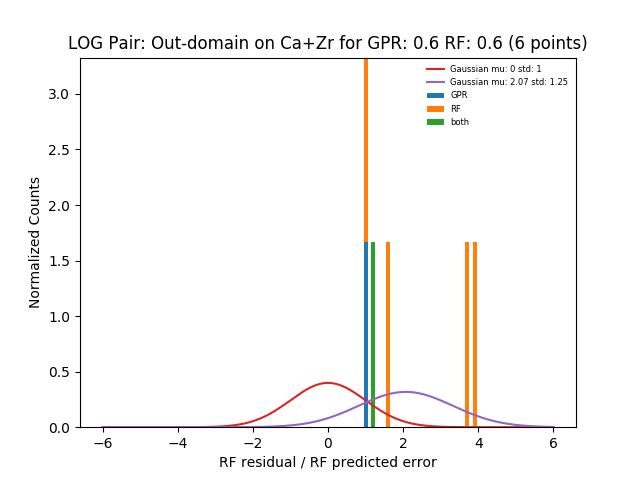 LOG Pair: Out-domain on Ca+Zr for GPR: 0.6 RF: 0.6 (6 points)
Gaussian mu: 0 std: 1
Gaussian mu: 2.07 std: 1.25
GPR
RF
both
Normalized Counts
3.0
2.5
2.0
1.5
1.0
0.5
0.0
−6 −4 −2 0 2 4 6
RF residual / RF predicted error